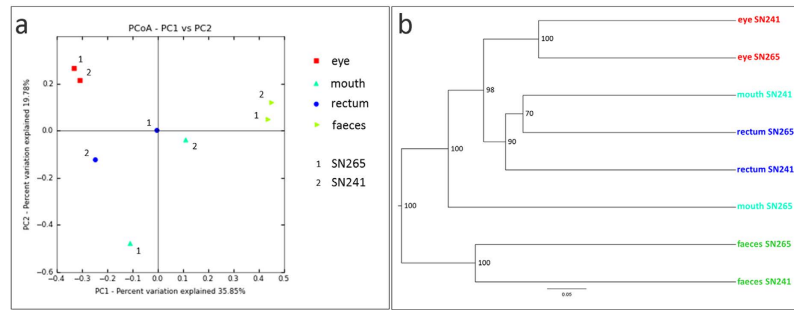 a
PCoA - PC1 vs PC2
0.2
0.0
−0.2
−0.4
−0.6
−0.4 −0.3 −0.2 −0.1 0.0 0.1 0.2 0.3 0.4 0.5
PC1 - Percent variation explained 35.85%
PC2 - Percent variation explained 19.78%
1
2
1
2
2
1
2
1
eye
mouth
rectum
faeces
1 SN265
2 SN241
b
eye SN241
100
eye SN265
98
mouth SN241
70
rectum SN265
90
100
rectum SN241
100
mouth SN265
faeces SN265
100
faeces SN241
0.05